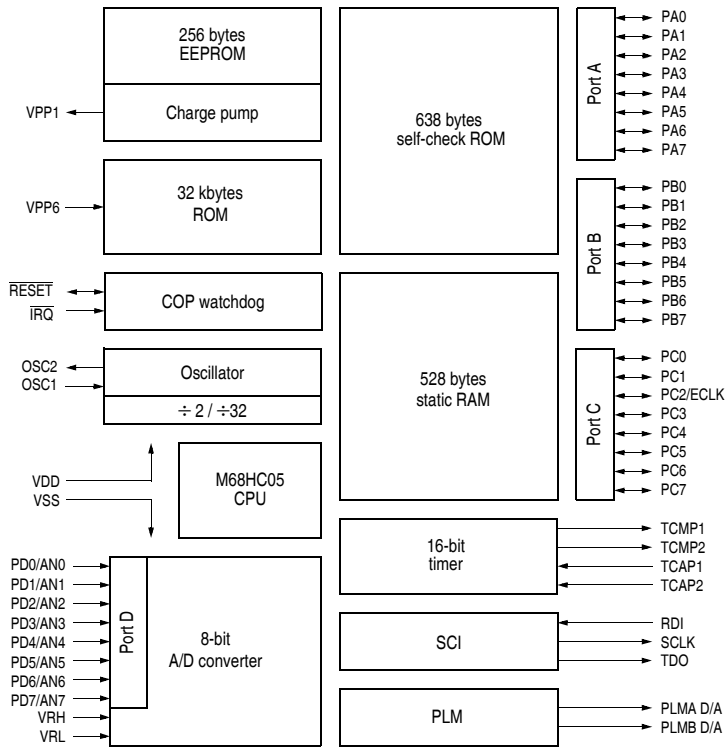 256 bytes
EEPROM
Charge pump
VPP1
32 kbytes
ROM
VPP6
RESET
IRQ
COP watchdog
OSC2
OSC1
Oscillator
÷ 2 / ÷32
VDD
VSS
M68HC05
CPU
PD0/AN0
PD1/AN1
PD2/AN2
PD3/AN3
PD4/AN4
PD5/AN5
PD6/AN6
PD7/AN7
VRH
VRL
Port D
8-bit
A/D converter
638 bytes
self-check ROM
528 bytes
static RAM
16-bit
timer
SCI
PLM
Port A
PA0
PA1
PA2
PA3
PA4
PA5
PA6
PA7
Port B
PB0
PB1
PB2
PB3
PB4
PB5
PB6
PB7
Port C
PC0
PC1
PC2/ECLK
PC3
PC4
PC5
PC6
PC7
TCMP1
TCMP2
TCAP1
TCAP2
RDI
SCLK
TDO
PLMA D/A
PLMB D/A